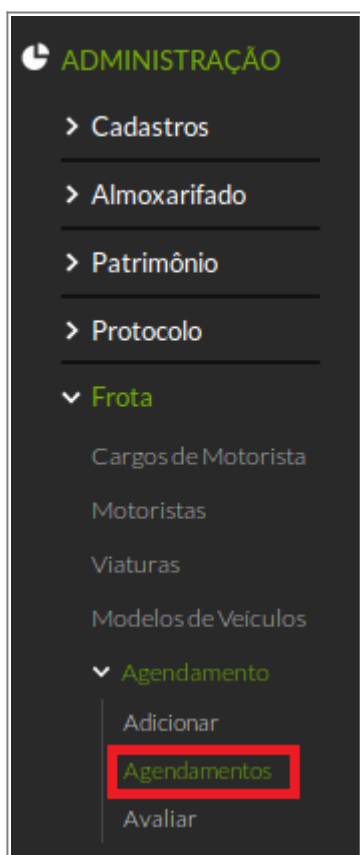 ADMINISTRAÇÃO
Cadastros
Almoxarifado
Patrimônio
Protocolo
Frota
Cargos de Motorista
Motoristas
Viaturas
Modelos de Veículos
Agendamento
Adicionar
Agendamentos
Avaliar